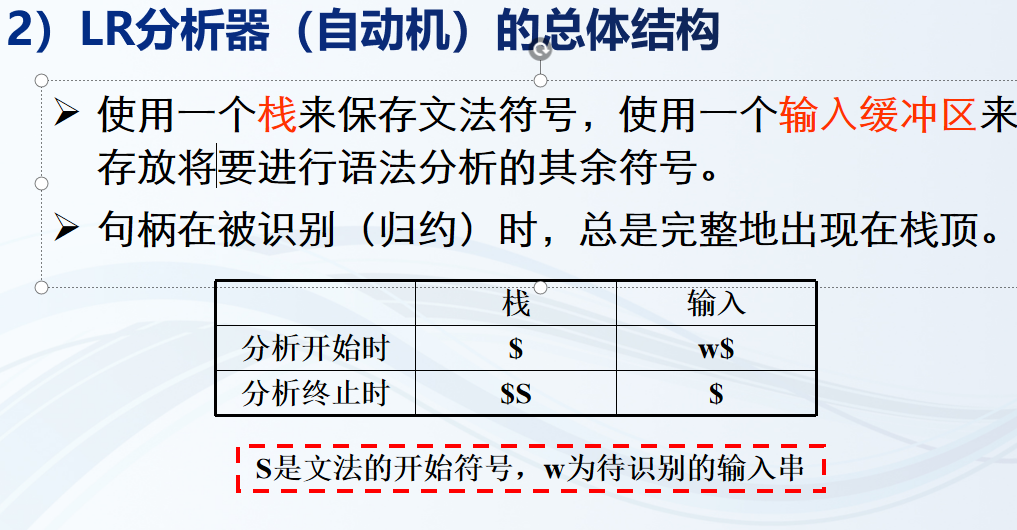 2）LR分析器（自动机）的总体结构
使用一个栈来保存文法符号，使用一个输入缓冲区来
存放将要进行语法分析的其余符号。
句柄在被识别（归约）时，总是完整地出现在栈顶。
栈 输入
分析开始时 $ w$
分析终止时 $S $
S是文法的开始符号，w为待识别的输入串